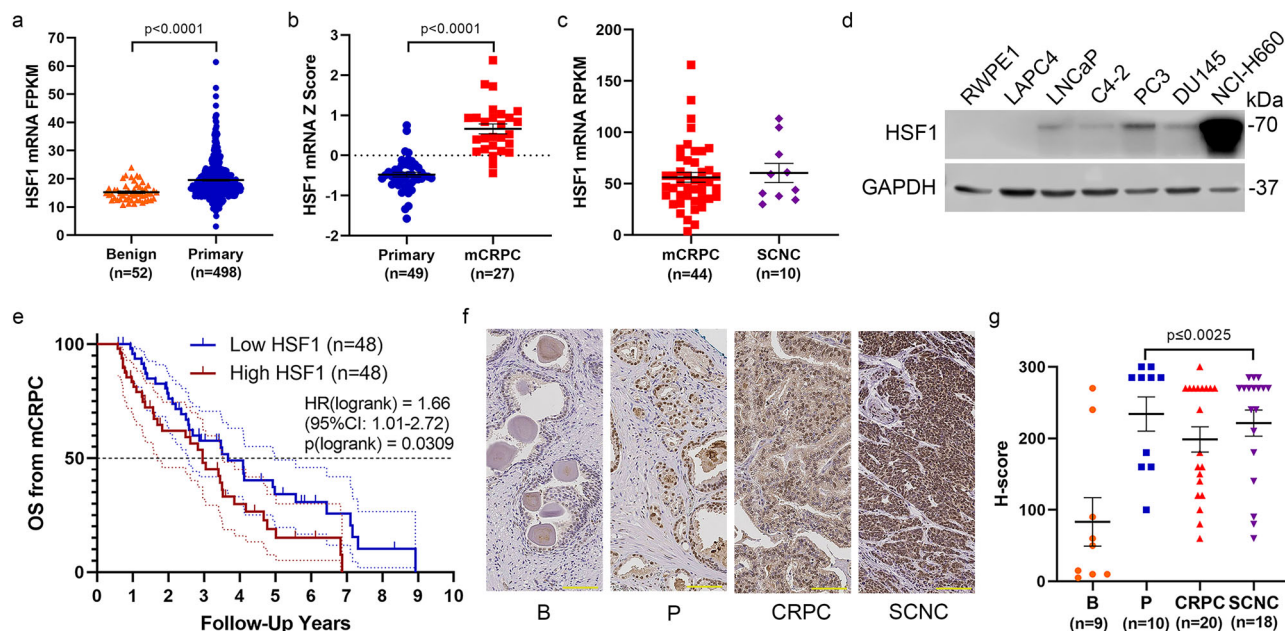 a
p<0.0001
HSF1 mRNA FPKM
70
60
50
40
30
20
10
0
Benign
(n=52)
Primary
(n=498)
b
p<0.0001
HSF1 mRNA Z Score
3
2
1
0
-1
-2
Primary
(n=49)
mCRPC
(n=27)
c
HSF1 mRNA RPKM
200
150
100
50
0
mCRPC
(n=44)
SCNC
(n=10)
d
RWPE1
LAPC4
LNCaP
C4-2
PC3
DU145
NCI-H660
kDa
HSF1
-70
GAPDH
-37
e
OS from mCRPC
100
50
0
Low HSF1 (n=48)
High HSF1 (n=48)
HR(logrank) = 1.66
(95%CI: 1.01-2.72)
p(logrank) = 0.0309
0 1 2 3 4 5 6 7 8 9 10
Follow-Up Years
f
B
P
CRPC
SCNC
g
p≤0.0025
H-score
300
200
100
0
B
(n=9)
P
(n=10)
CRPC
(n=20)
SCNC
(n=18)